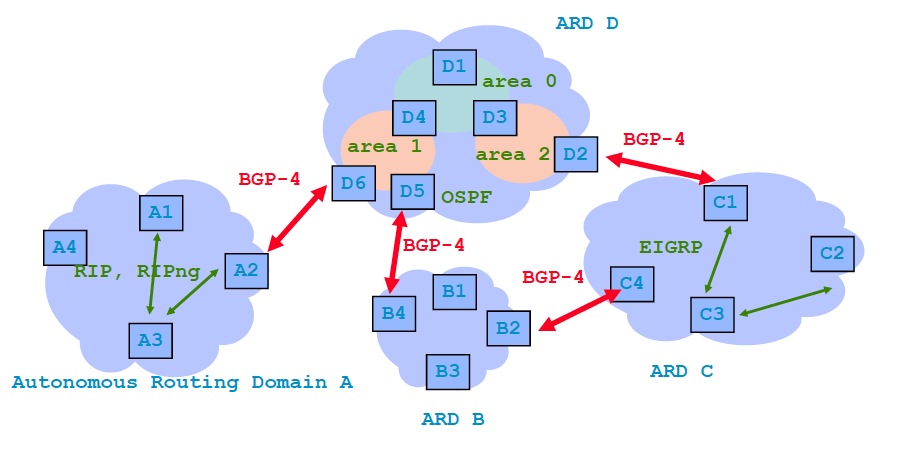 ARD D
D1
area 0
D4
D3
area 1
area 2
D2
BGP-4
BGP-4
D6
D5
OSPF
C1
A1
A4
RIP, RIPng
A2
BGP-4
EIGRP
C2
BGP-4
C4
B1
B4
B2
C3
A3
B3
ARD C
Autonomous Routing Domain A
ARD B